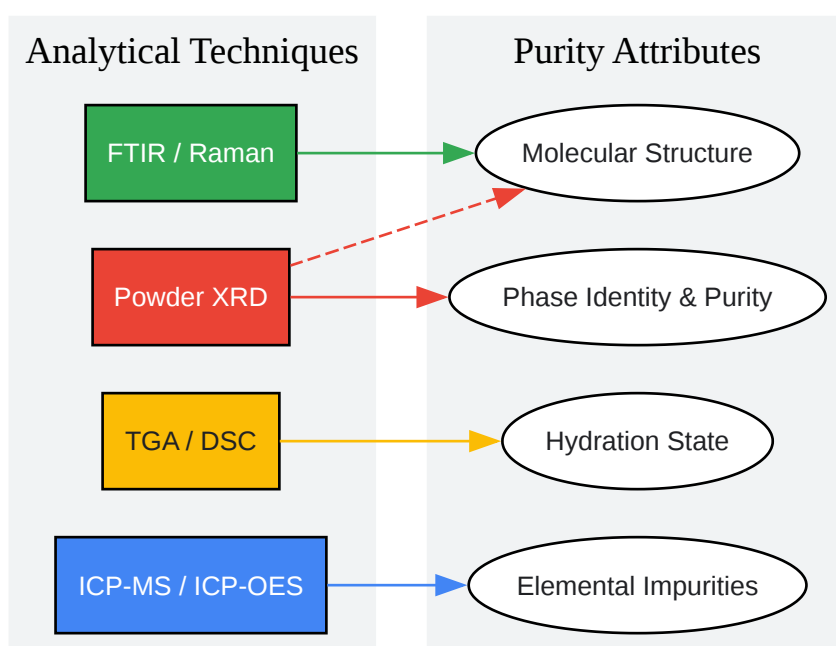 Analytical Techniques
Purity Attributes
FTIR / Raman
Molecular Structure
Powder XRD
Phase Identity & Purity
TGA / DSC
Hydration State
ICP-MS / ICP-OES
Elemental Impurities